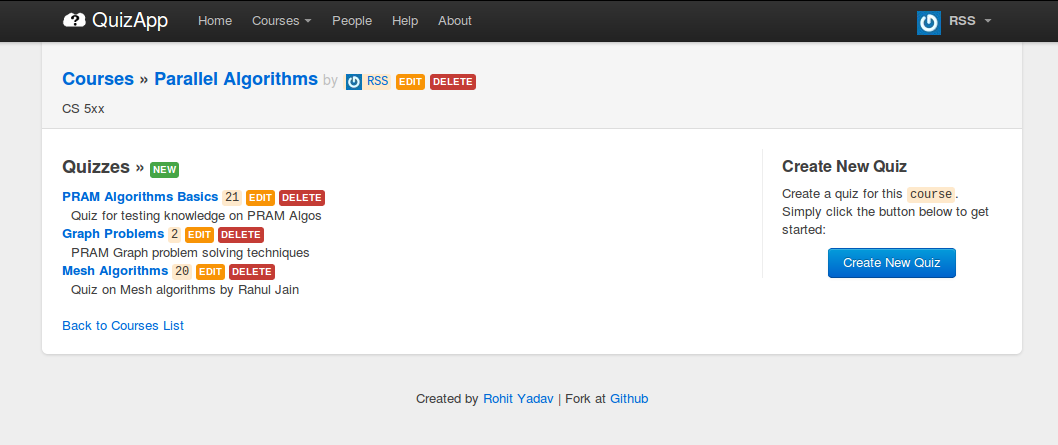 QuizApp Home Courses People Help About RSS
Courses » Parallel Algorithms by RSS EDIT DELETE
CS 5xx
Quizzes » NEW
PRAM Algorithms Basics 21 EDIT DELETE
Quiz for testing knowledge on PRAM Algos
Graph Problems 2 EDIT DELETE
PRAM Graph problem solving techniques
Mesh Algorithms 20 EDIT DELETE
Quiz on Mesh algorithms by Rahul Jain
Back to Courses List
Create New Quiz
Create a quiz for this course.
Simply click the button below to get
started:
Create New Quiz
Created by Rohit Yadav | Fork at Github